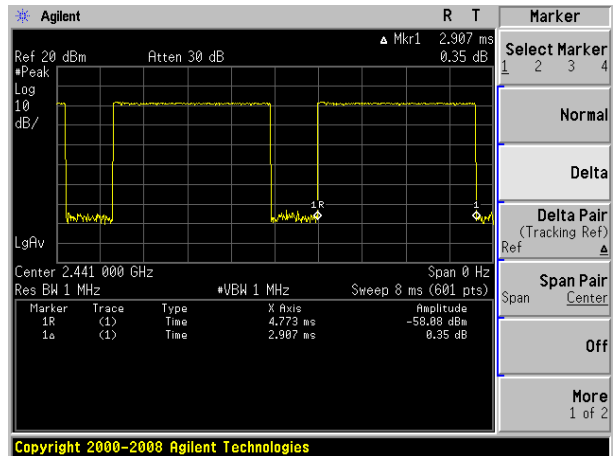 Agilent R T Marker
Δ Mkr1 2.907 ms
Ref 20 dBm Atten 30 dB 0.35 dB
#Peak
Log
10
dB/
1R
1
LgAv
Center 2.441 000 GHz Span 0 Hz
Res BW 1 MHz #VBW 1 MHz Sweep 8 ms (601 pts)
Marker Trace Type X Axis Amplitude
1R (1) Time 4.773 ms -58.08 dBm
1Δ (1) Time 2.907 ms 0.35 dB
Select Marker
1 2 3 4
Normal
Delta
Delta Pair
(Tracking Ref)
Ref Δ
Span Pair
Span Center
Off
More
1 of 2
Copyright 2000-2008 Agilent Technologies